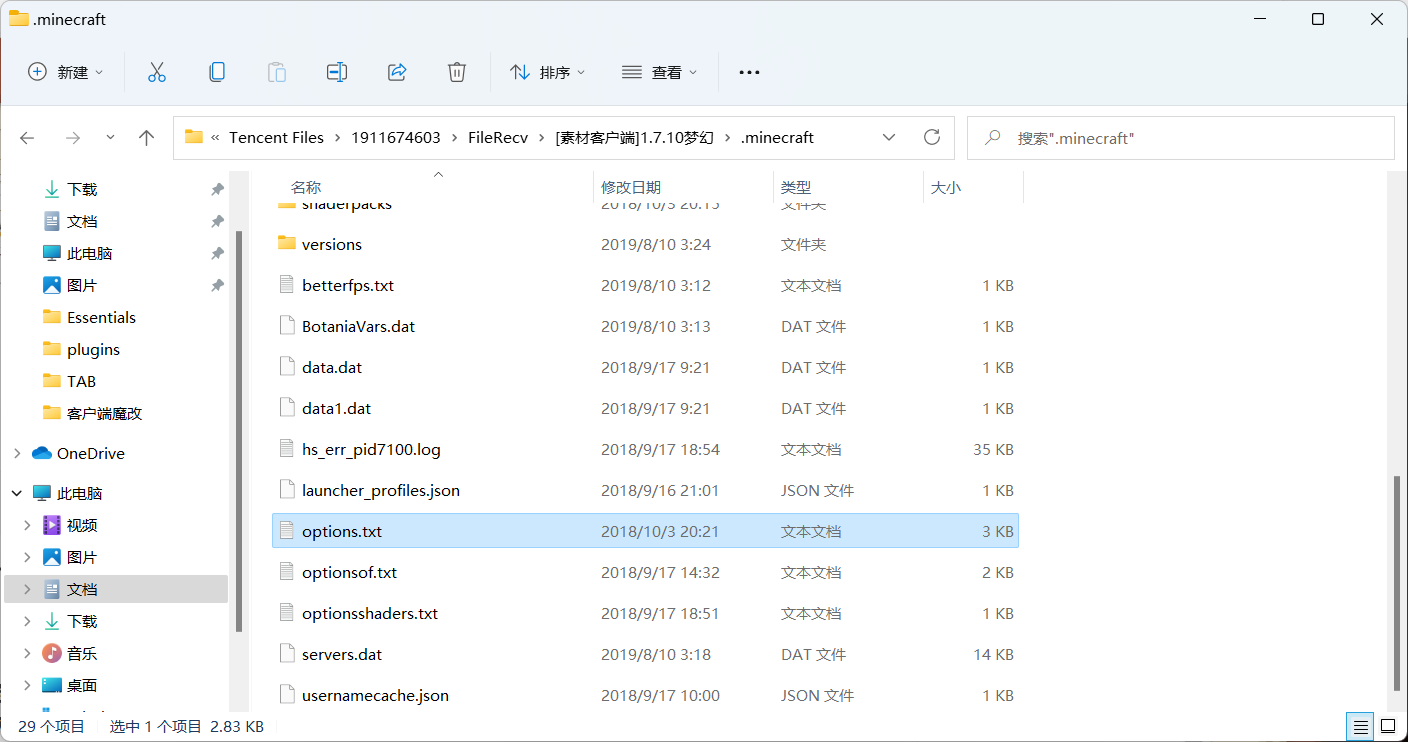 .minecraft
新建 排序 查看
« Tencent Files › 1911674603 › FileRecv › [素材客户端]1.7.10梦幻 › .minecraft
搜索".minecraft"
下载
文档
此电脑
图片
Essentials
plugins
TAB
客户端魔改
OneDrive
此电脑
视频
图片
文档
下载
音乐
桌面
名称 修改日期 类型 大小
shaderpacks 2018/10/3 20:15 文件夹
versions 2019/8/10 3:24 文件夹
betterfps.txt 2019/8/10 3:12 文本文档 1 KB
BotaniaVars.dat 2019/8/10 3:13 DAT 文件 1 KB
data.dat 2018/9/17 9:21 DAT 文件 1 KB
data1.dat 2018/9/17 9:21 DAT 文件 1 KB
hs_err_pid7100.log 2018/9/17 18:54 文本文档 35 KB
launcher_profiles.json 2018/9/16 21:01 JSON 文件 1 KB
options.txt 2018/10/3 20:21 文本文档 3 KB
optionsof.txt 2018/9/17 14:32 文本文档 2 KB
optionsshaders.txt 2018/9/17 18:51 文本文档 1 KB
servers.dat 2019/8/10 3:18 DAT 文件 14 KB
usernamecache.json 2018/9/17 10:00 JSON 文件 1 KB
29 个项目 选中 1 个项目 2.83 KB